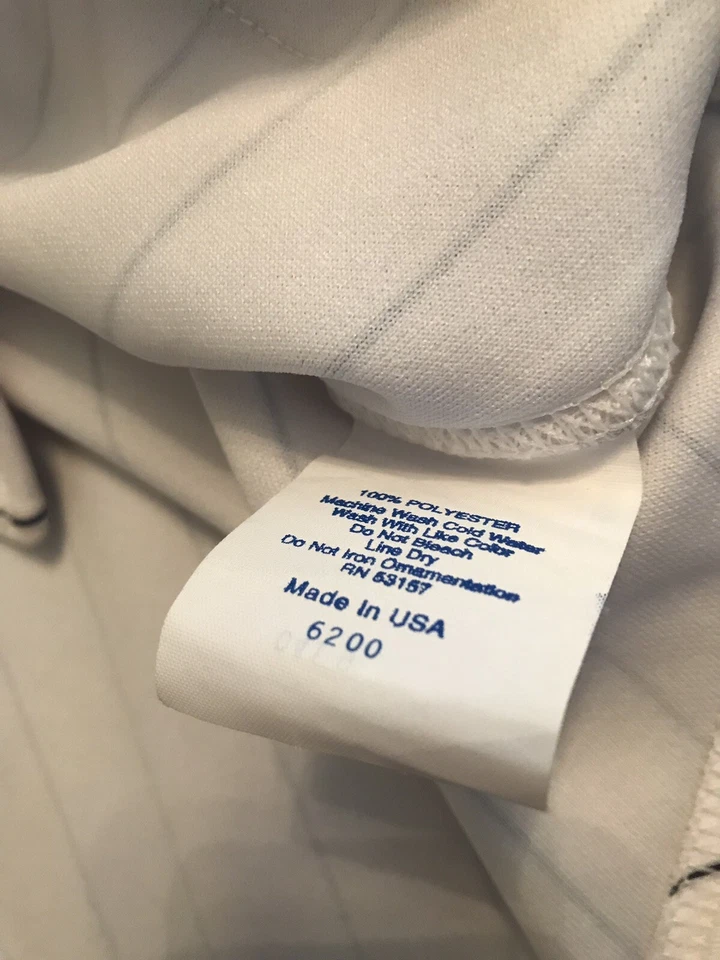 100% POLYESTER
Machine Wash Cold Water
Wash With Like Color
Do Not Bleach
Line Dry
Do Not Iron Ornamentation
RN 53157
Made In USA
6200